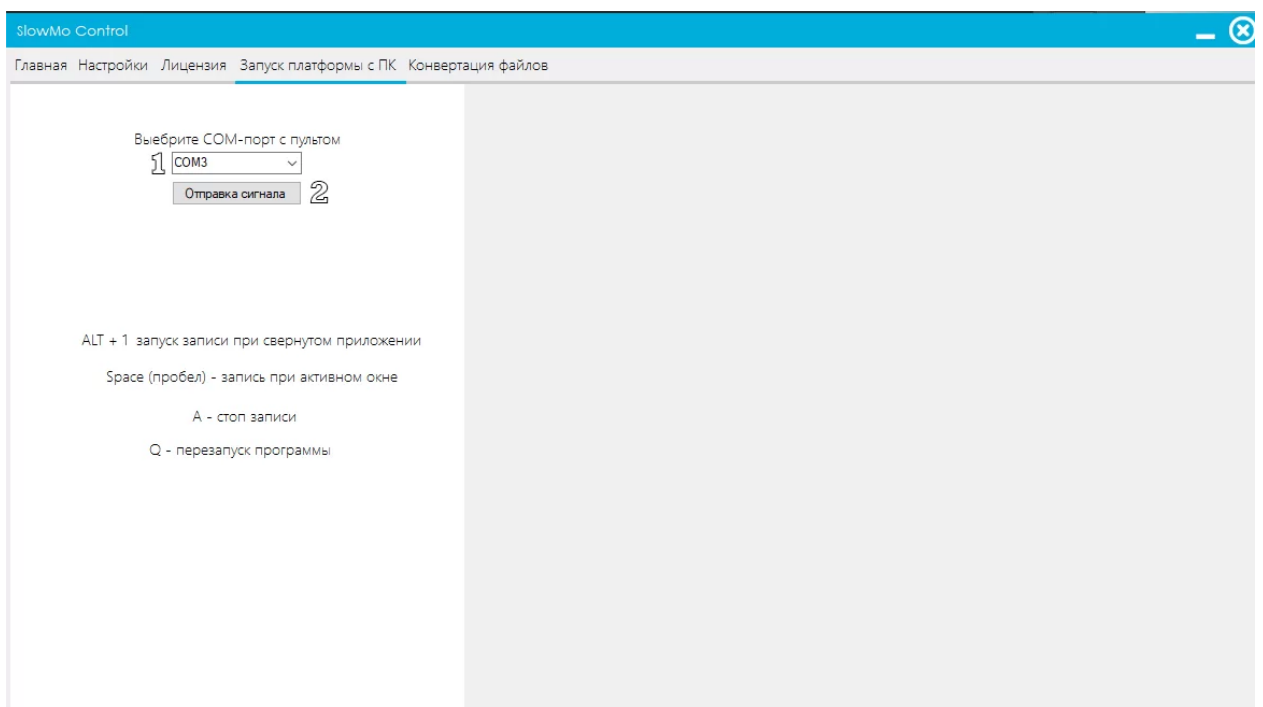 SlowMo Control
Главная Настройки Лицензия Запуск платформы с ПК Конвертация файлов
Выебрите COM-порт с пультом
1 COM3
Отправка сигнала 2
ALT + 1 запуск записи при свернутом приложении
Space (пробел) - запись при активном окне
A - стоп записи
Q - перезапуск программы